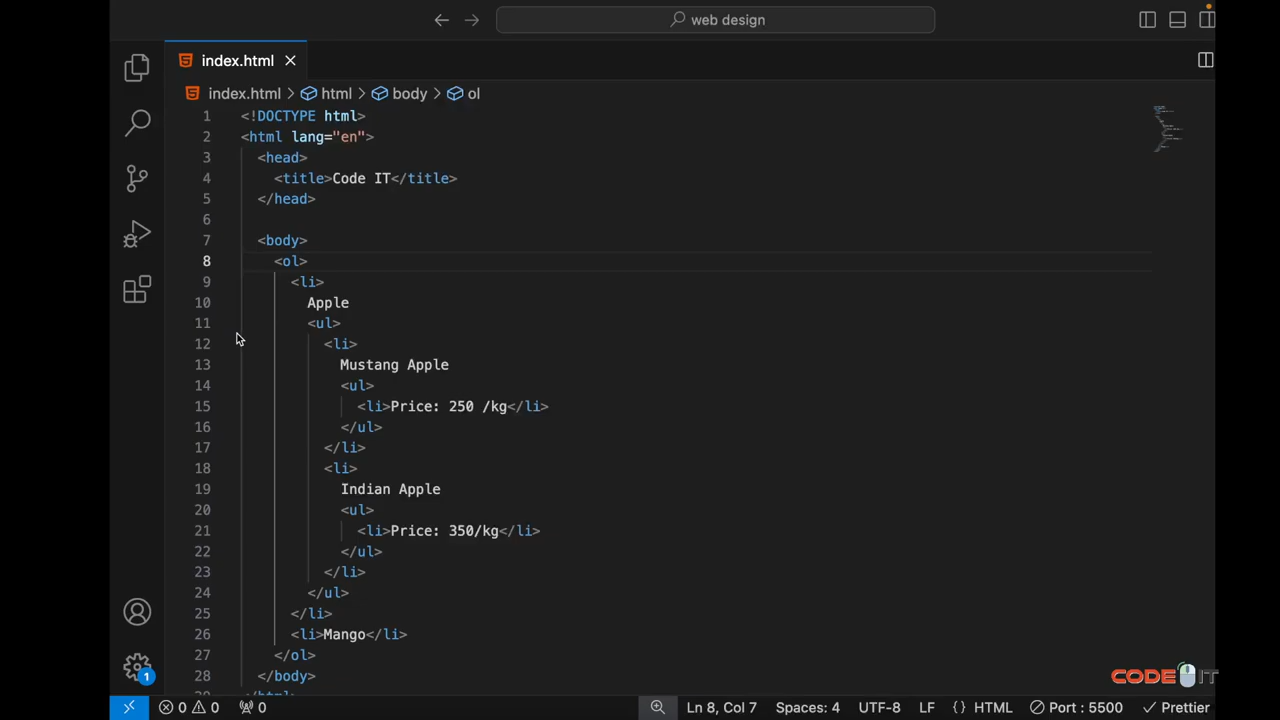 web design
index.html
index.html > html > body > ol
1 <!DOCTYPE html>
2 <html lang="en">
3 <head>
4 <title>Code IT</title>
5 </head>
6
7 <body>
8 <ol>
9 <li>
10 Apple
11 <ul>
12 <li>
13 Mustang Apple
14 <ul>
15 <li>Price: 250 /kg</li>
16 </ul>
17 </li>
18 <li>
19 Indian Apple
20 <ul>
21 <li>Price: 350/kg</li>
22 </ul>
23 </li>
24 </ul>
25 </li>
26 <li>Mango</li>
27 </ol>
28 </body>
29 </html>
CODE IT
1
0 0 0 Ln 8, Col 7 Spaces: 4 UTF-8 LF {} HTML Port : 5500 Prettier